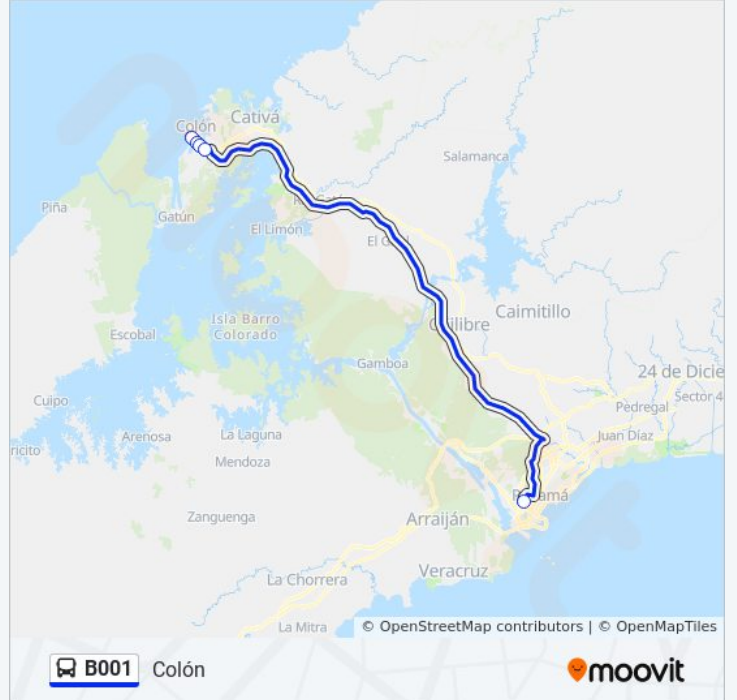 Cativá
Colón
Salamanca
Piña
Gatún
El Limón
Caimitillo
Isla Barro
Colorado
Escobal
Gamboa
24 de Dicie
Cuipo
Sector 4
Pedregal
La Laguna
Arenosa
Juan Díaz
ricito
Mendoza
Zanguenga
Arraiján
Veracruz
La Chorrera
La Mitra
© OpenStreetMap contributors | © OpenMapTiles
B001 Colón
moovit